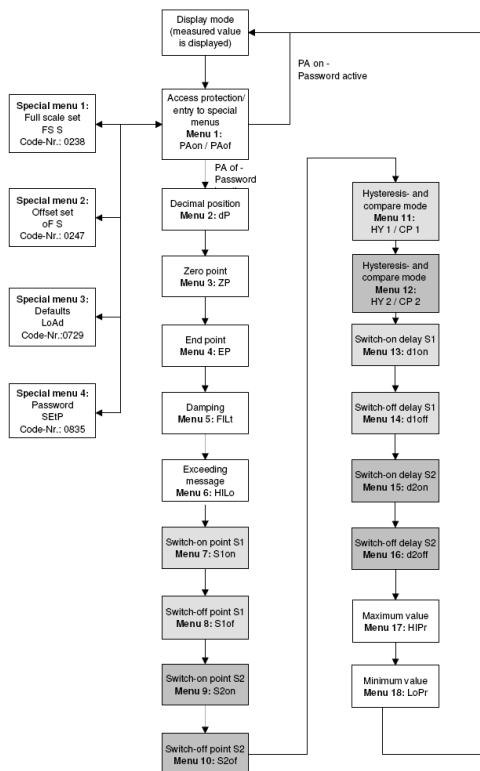 Display mode
(measured value
is displayed)
PA on -
Password active
Special menu 1:
Full scale set
FS S
Code-Nr.: 0238
Access protection/
entry to special
menus
Menu 1:
PAon / PAof
PA of -
Password
Special menu 2:
Offset set
oF S
Code-Nr.: 0247
Special menu 3:
Defaults
LoAd
Code-Nr.:0729
Special menu 4:
Password
SEtP
Code-Nr.: 0835
Decimal position
Menu 2: dP
Zero point
Menu 3: ZP
End point
Menu 4: EP
Damping
Menu 5: FILt
Exceeding
message
Menu 6: HILo
Switch-on point S1
Menu 7: S1on
Switch-off point S1
Menu 8: S1of
Switch-on point S2
Menu 9: S2on
Switch-off point S2
Menu 10: S2of
Hysteresis- and
compare mode
Menu 11:
HY 1 / CP 1
Hysteresis- and
compare mode
Menu 12:
HY 2 / CP 2
Switch-on delay S1
Menu 13: d1on
Switch-off delay S1
Menu 14: d1off
Switch-on delay S2
Menu 15: d2on
Switch-off delay S2
Menu 16: d2off
Maximum value
Menu 17: HIPr
Minimum value
Menu 18: LoPr